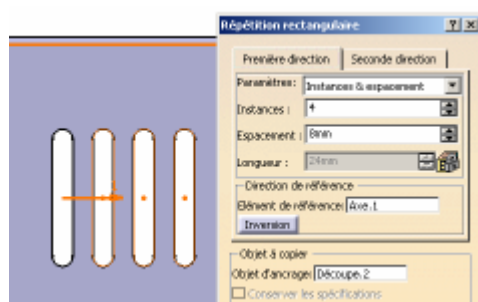 Répétition rectangulaire
Première direction Seconde direction
Paramètres: Instances & espacement
Instances : 4
Espacement : 8mm
Longueur : 24mm
Direction de référence
Elément de référence: Axe.1
Inversion
Objet à copier
Objet d'ancrage: Découpe.2
Conserver les spécifications